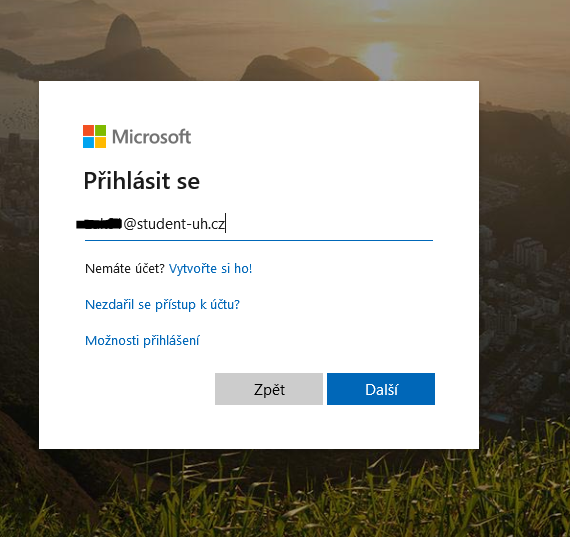 Microsoft
Přihlásit se
@student-uh.cz
Nemáte účet? Vytvořte si ho!
Nezdařil se přístup k účtu?
Možnosti přihlášení
Zpět Další